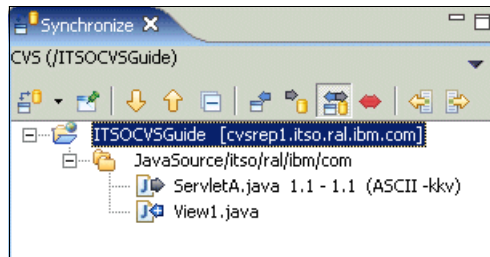 Synchronize
CVS (/ITSOCVSGuide)
ITSOCVSGuide [cvsrep1.itso.ral.ibm.com]
JavaSource/itso/ral/ibm/com
ServletA.java 1.1 - 1.1 (ASCII -kkv)
View1.java